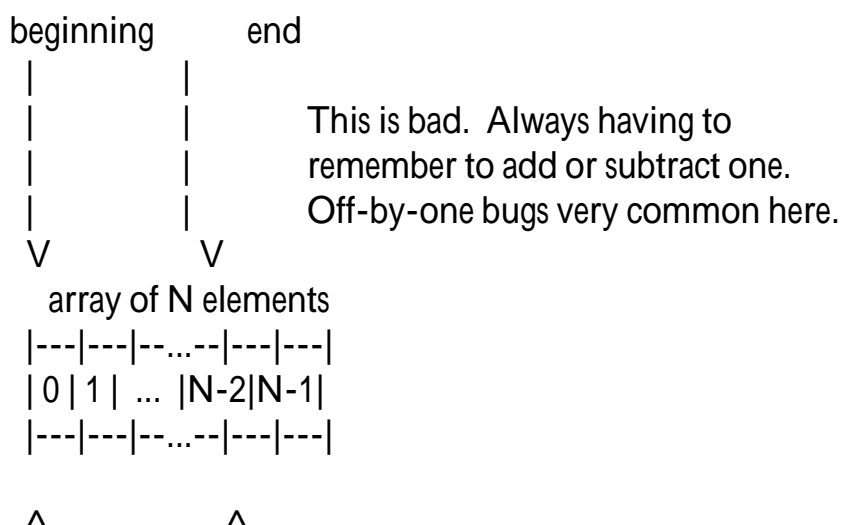 beginning end
| |
| | This is bad. Always having to
| | remember to add or subtract one.
| | Off-by-one bugs very common here.
V V
array of N elements
|---|---|--...--|---|---|
| 0 | 1 | ... |N-2|N-1|
|---|---|--...--|---|---|
^ ^